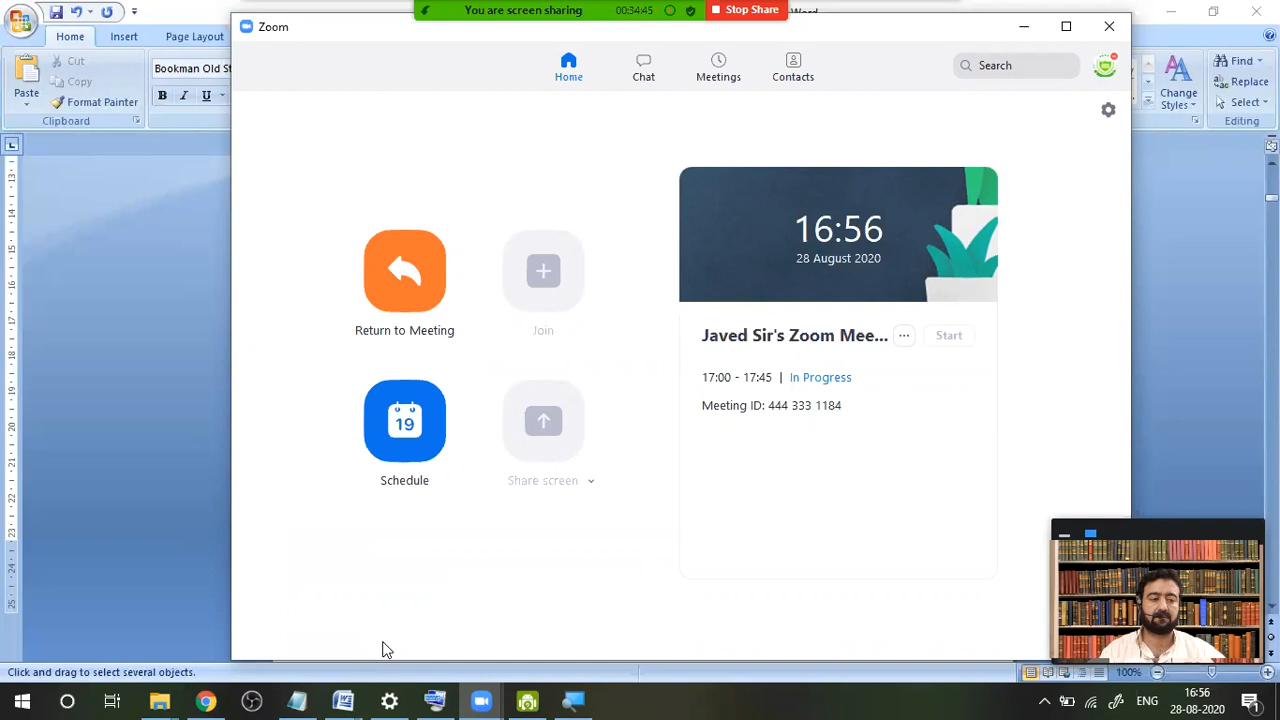 You are screen sharing 00:34:45 Stop Share
Word
Zoom
Home Insert Page Layout
Home Chat Meetings Contacts
Search
Cut
Copy
Format Painter
Paste
Clipboard
Bookman Old St
B I U
Change
Styles
Find
Replace
Select
Editing
16:56
28 August 2020
Return to Meeting
Join
Schedule
19
Share screen
Javed Sir's Zoom Mee... ... Start
17:00 - 17:45 | In Progress
Meeting ID: 444 333 1184
Click and drag to select several objects.
100%
ENG
16:56
28-08-2020
1